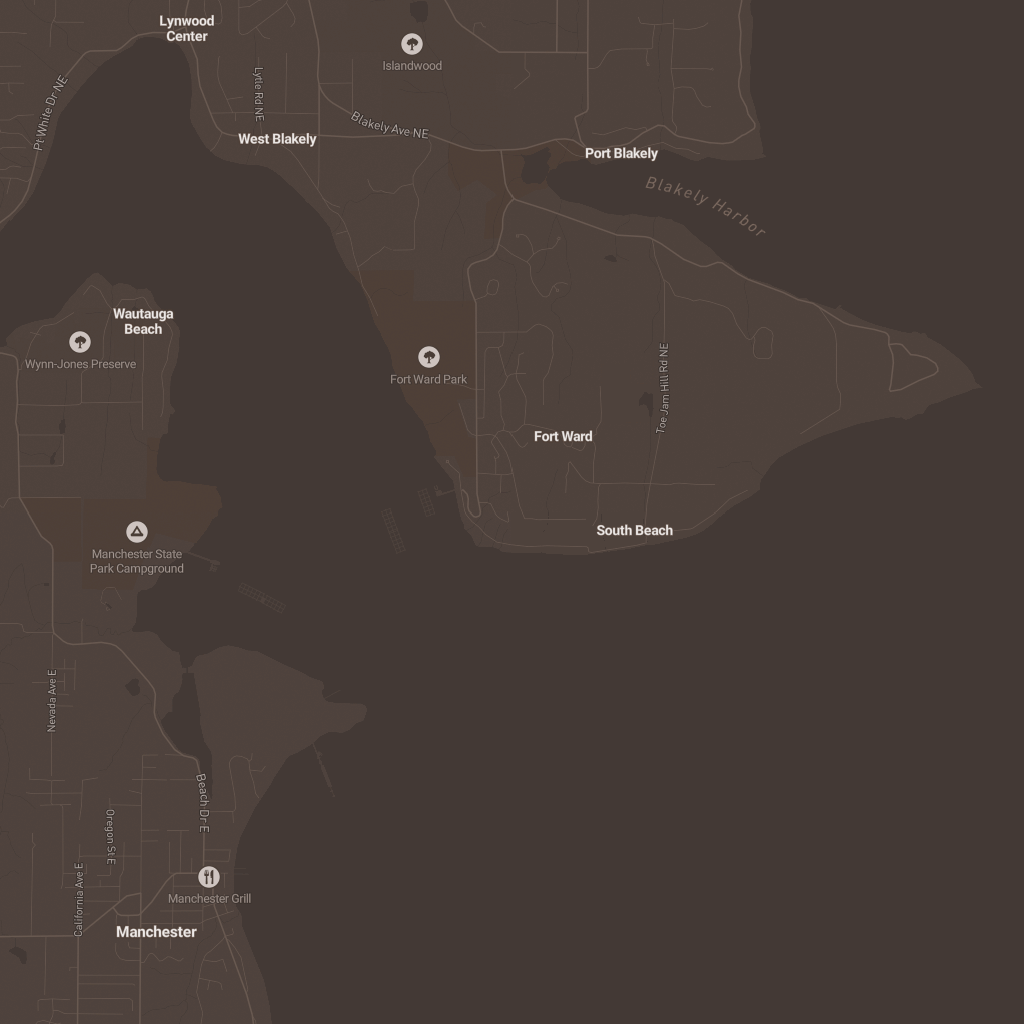 Lynwood
Center
Islandwood
Pt White Dr NE
Lytle Rd NE
Blakely Ave NE
West Blakely
Port Blakely
Blakely Harbor
Wautauga
Beach
Wynn-Jones Preserve
Fort Ward Park
Toe Jam Hill Rd NE
Fort Ward
South Beach
Manchester State
Park Campground
Nevada Ave E
Beach Dr E
Oregon St E
California Ave E
Manchester Grill
Manchester